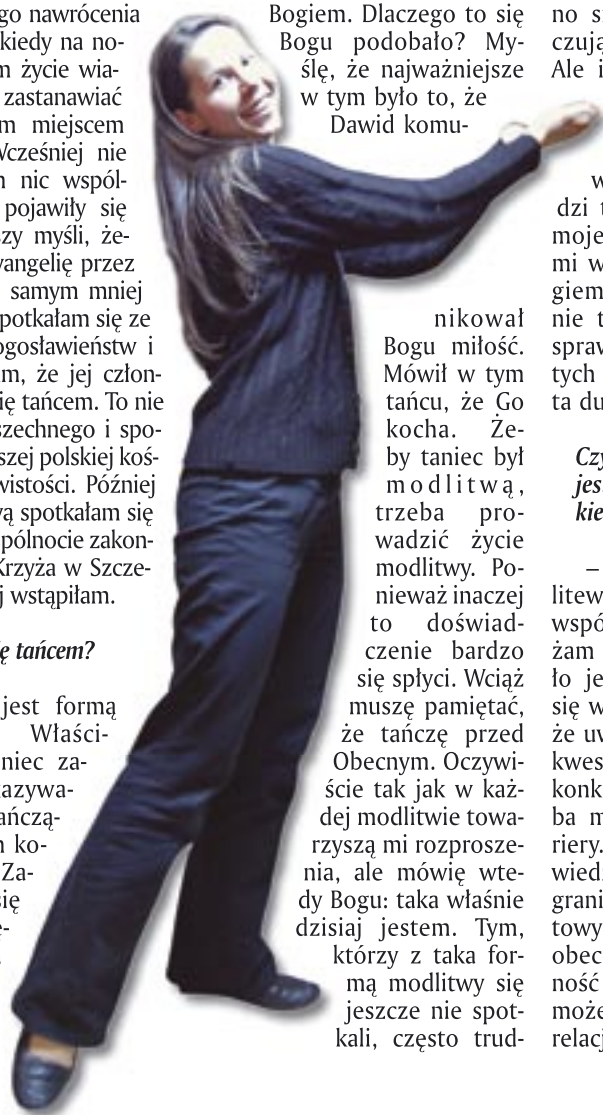 go nawrócenia
kiedy na no-
m życie wia-
zastanawiać
m miejscem
Wcześniej nie
m nic wspól-
pojawiły się
szy myśli, że-
wangelię przez
samym mniej
potkałam się ze
ogosławieństw i
am, że jej człon-
ię tańcem. To nie
szechnego i spo-
szej polskiej koś-
wistości. Później
wą spotkałam się
spólnocie zakon-
Krzyża w Szcze-
j wstąpiłam.
ę tańcem?
jest formą
Właści-
niec za-
kazywa-
ańczą-
m ko-
Za-
się
ę-
Bogiem. Dlaczego to się
Bogu podobało? My-
ślę, że najważniejsze
w tym było to, że
Dawid komu-
nikował
Bogu miłość.
Mówił w tym
tańcu, że Go
kocha. Że-
by taniec był
modlitwą,
trzeba pro-
wadzić życie
modlitwy. Po-
nieważ inaczej
to doświad-
czenie bardzo
się spłyci. Wciąż
muszę pamiętać,
że tańczę przed
Obecnym. Oczywi-
ście tak jak w każ-
dej modlitwie towa-
rzyszą mi rozprosze-
nia, ale mówię wte-
dy Bogu: taka właśnie
dzisiaj jestem. Tym,
którzy z taka for-
mą modlitwy się
jeszcze nie spot-
kali, często trud-
no s
czują
Ale i
w
dzi t
moje
mi w
giem
nie t
spraw
tych
ta du
Czy
jes
kie
–
litew
wspó
żam
ło je
się w
że uw
kwes
konk
ba m
riery.
wiedz
grani
towy
obec
ność
może
relacj